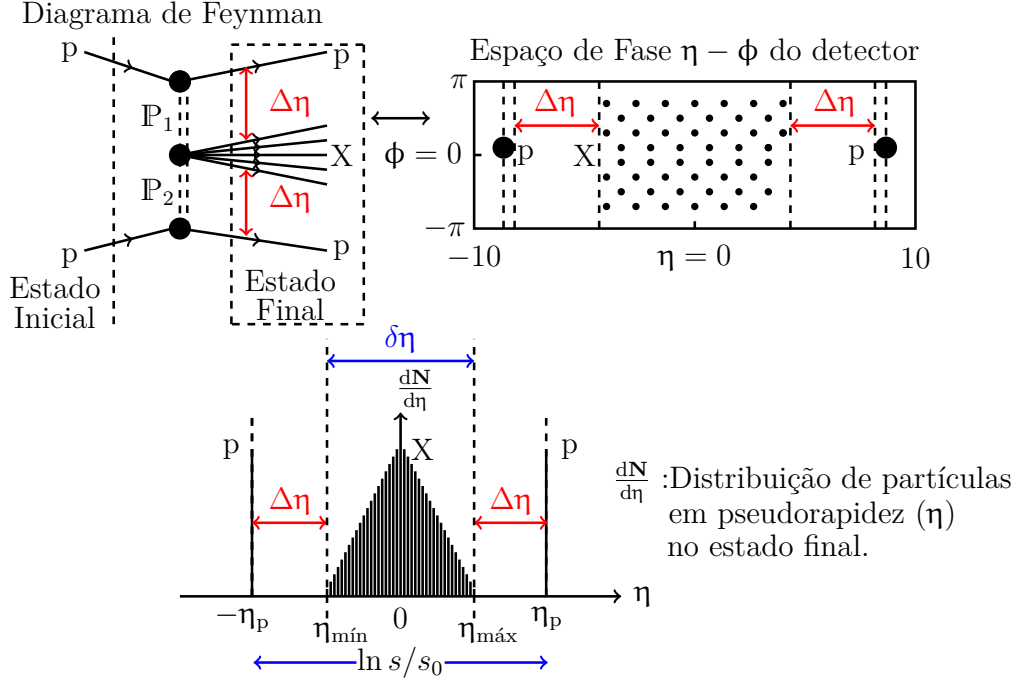 Diagrama de Feynman
p
p
ℙ₁
Δη
X
ℙ₂
Δη
p
p
Estado
Inicial
Estado
Final
Espaço de Fase η − ϕ do detector
π
Δη
Δη
ϕ = 0
p
X
p
−π
−10
η = 0
10
δη
dN/dη
p
X
p
Δη
Δη
η
−ηp
ηmín
0
ηmáx
ηp
ln s/s₀
dN/dη :Distribuição de partículas
em pseudorapidez (η)
no estado final.